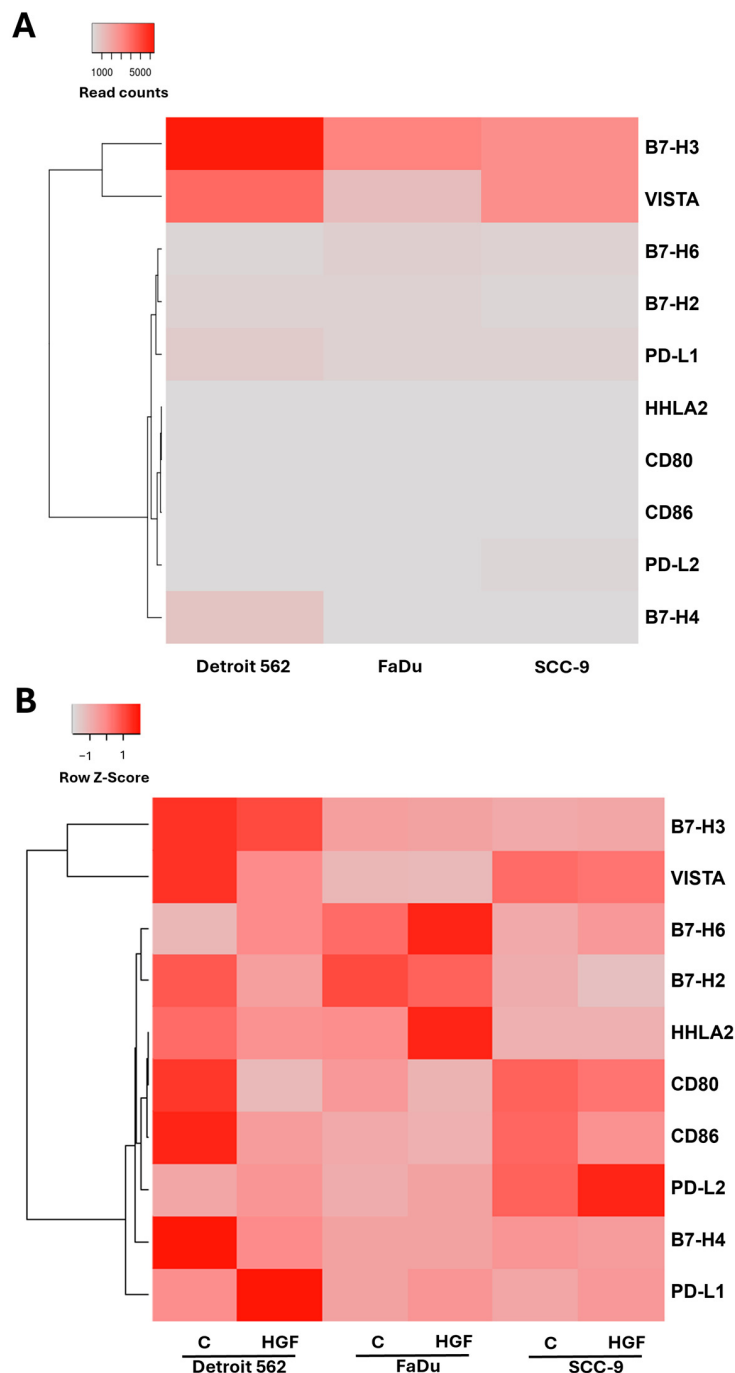 A
1000 5000
Read counts
B7-H3
VISTA
B7-H6
B7-H2
PD-L1
HHLA2
CD80
CD86
PD-L2
B7-H4
Detroit 562 FaDu SCC-9
B
−1 1
Row Z-Score
B7-H3
VISTA
B7-H6
B7-H2
HHLA2
CD80
CD86
PD-L2
B7-H4
PD-L1
C HGF C HGF C HGF
Detroit 562 FaDu SCC-9